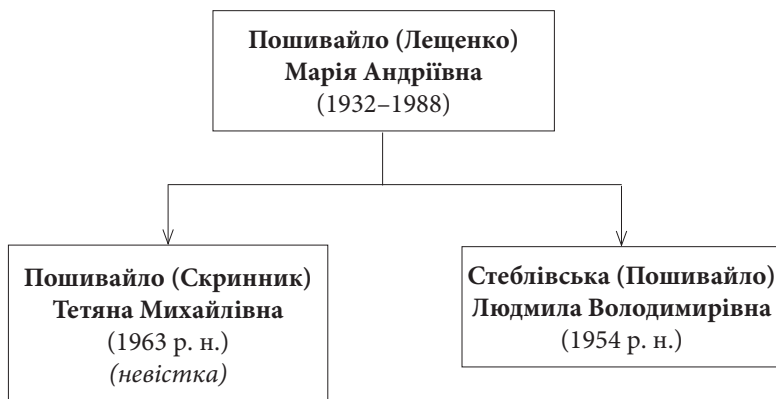 Пошивайло (Лещенко)
Марія Андріївна
(1932–1988)
Пошивайло (Скринник)
Тетяна Михайлівна
(1963 р. н.)
(невістка)
Стеблівська (Пошивайло)
Людмила Володимирівна
(1954 р. н.)